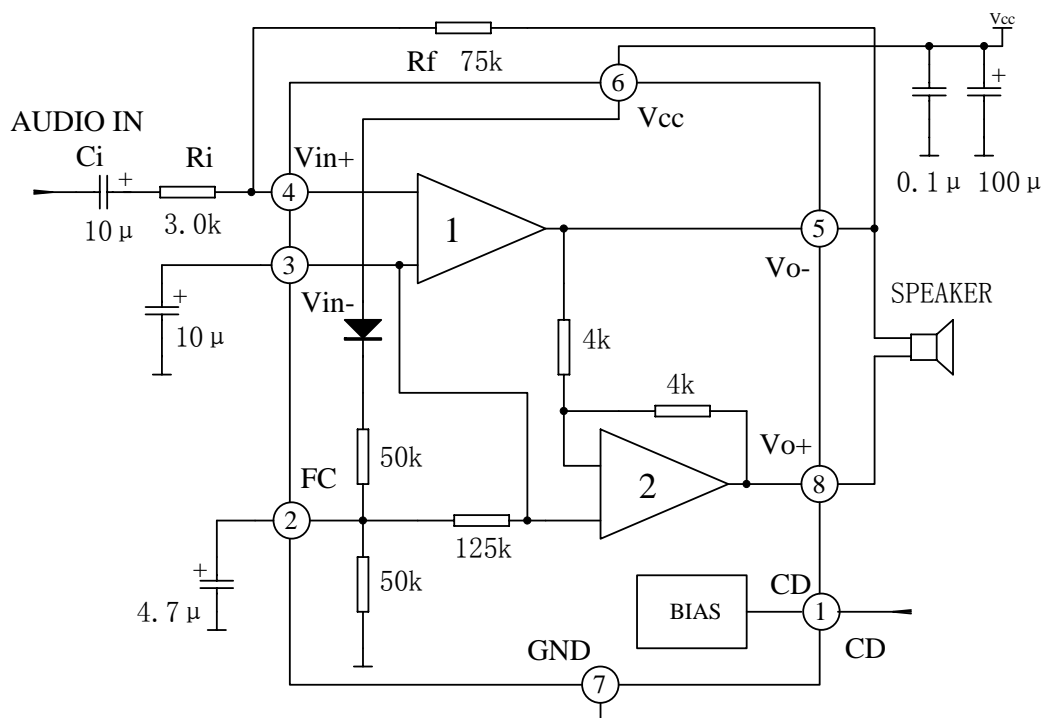 Vcc
Rf 75k
6
Vcc
AUDIO IN
Ci
Ri
Vin+
+
4
1
+
0.1μ
100μ
10μ
3.0k
3
5
Vo-
Vin-
+
10μ
SPEAKER
4k
4k
50k
Vo+
FC
2
8
2
125k
+
4.7μ
50k
CD
BIAS
1
CD
GND
7